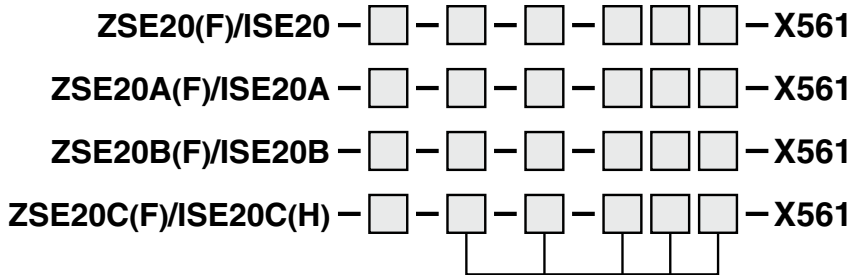 ZSE20(F)/ISE20 – □ – □ – □ – □ □ □ – X561
ZSE20A(F)/ISE20A – □ – □ – □ – □ □ □ – X561
ZSE20B(F)/ISE20B – □ – □ – □ – □ □ □ – X561
ZSE20C(F)/ISE20C(H) – □ – □ – □ – □ □ □ – X561